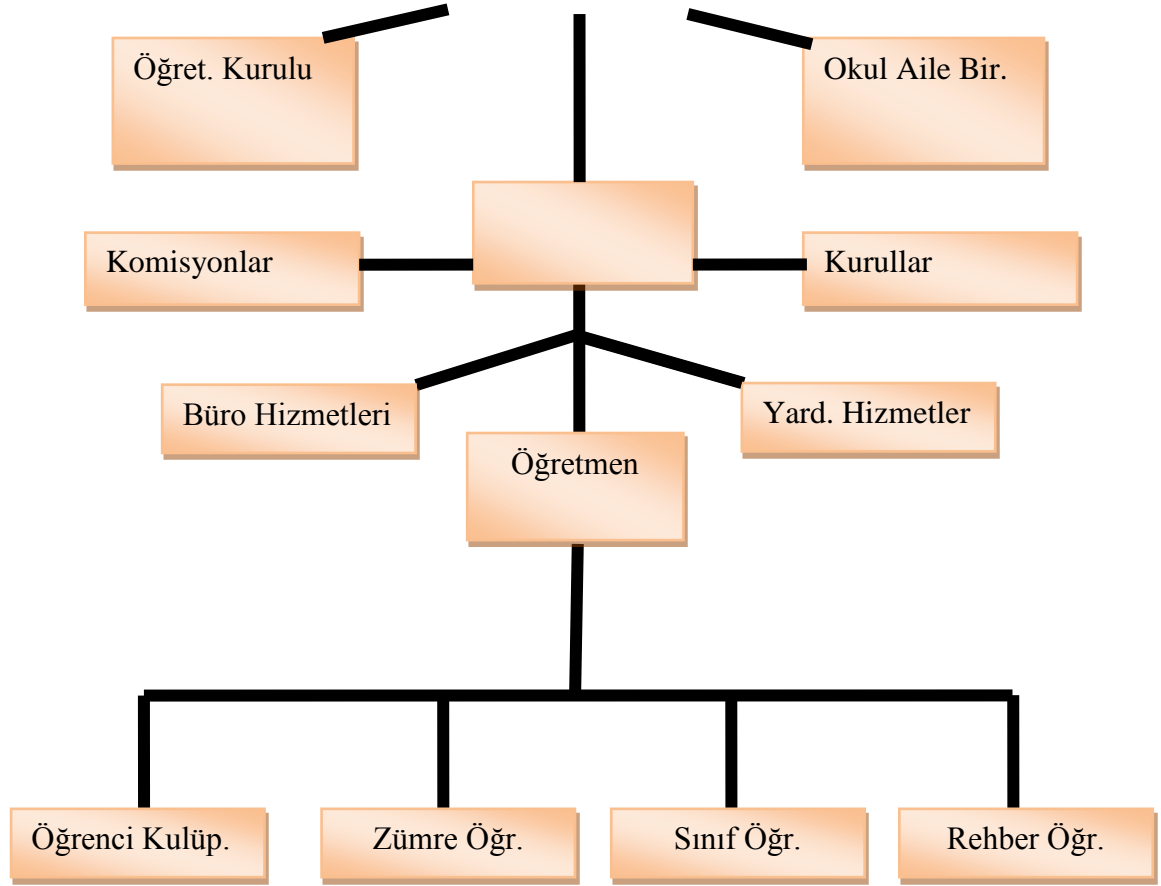 Öğret. Kurulu
Okul Aile Bir.
Komisyonlar
Kurullar
Büro Hizmetleri
Yard. Hizmetler
Öğretmen
Öğrenci Kulüp.
Zümre Öğr.
Sınıf Öğr.
Rehber Öğr.